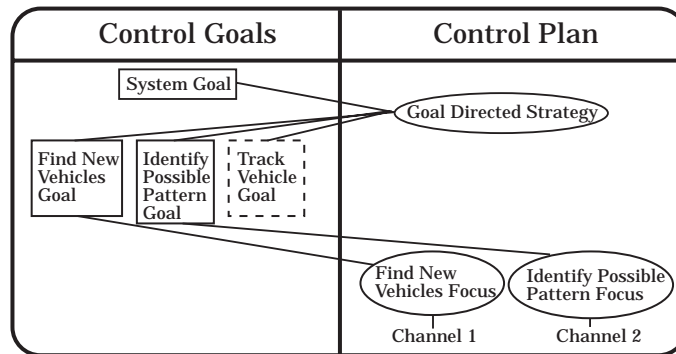 Control Goals
Control Plan
System Goal
Goal Directed Strategy
Find New
Vehicles
Goal
Identify
Possible
Pattern
Goal
Track
Vehicle
Goal
Find New
Vehicles Focus
Identify Possible
Pattern Focus
Channel 1
Channel 2